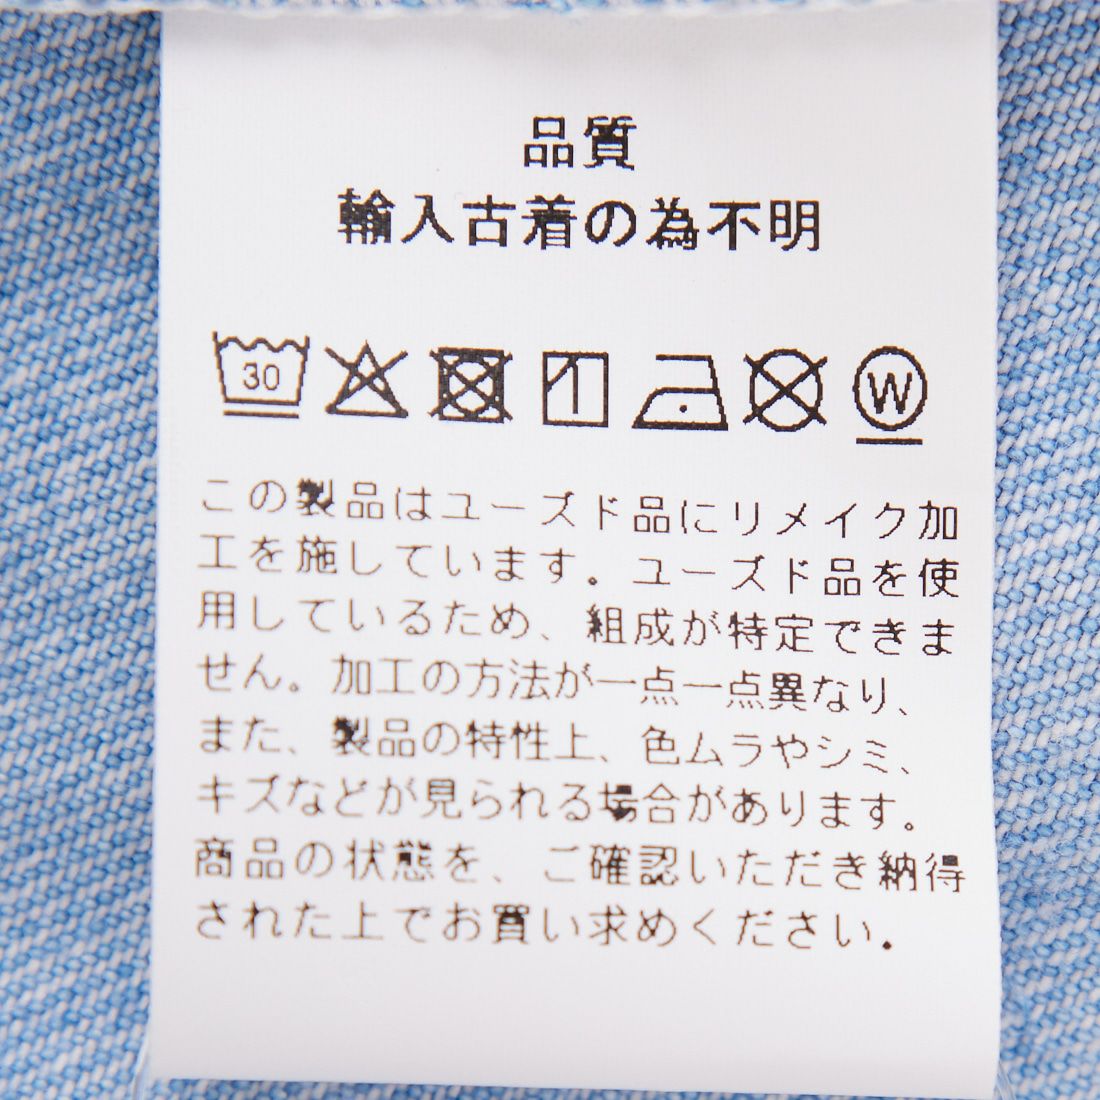 品質
輸入古着の為不明
30
W
この製品はユーズド品にリメイク加
工を施しています。ユーズド品を使
用しているため、組成が特定できま
せん。加工の方法が一点一点異なり、
また、製品の特性上、色ムラやシミ、
キズなどが見られる場合があります。
商品の状態を、ご確認いただき納得
された上でお買い求めください.